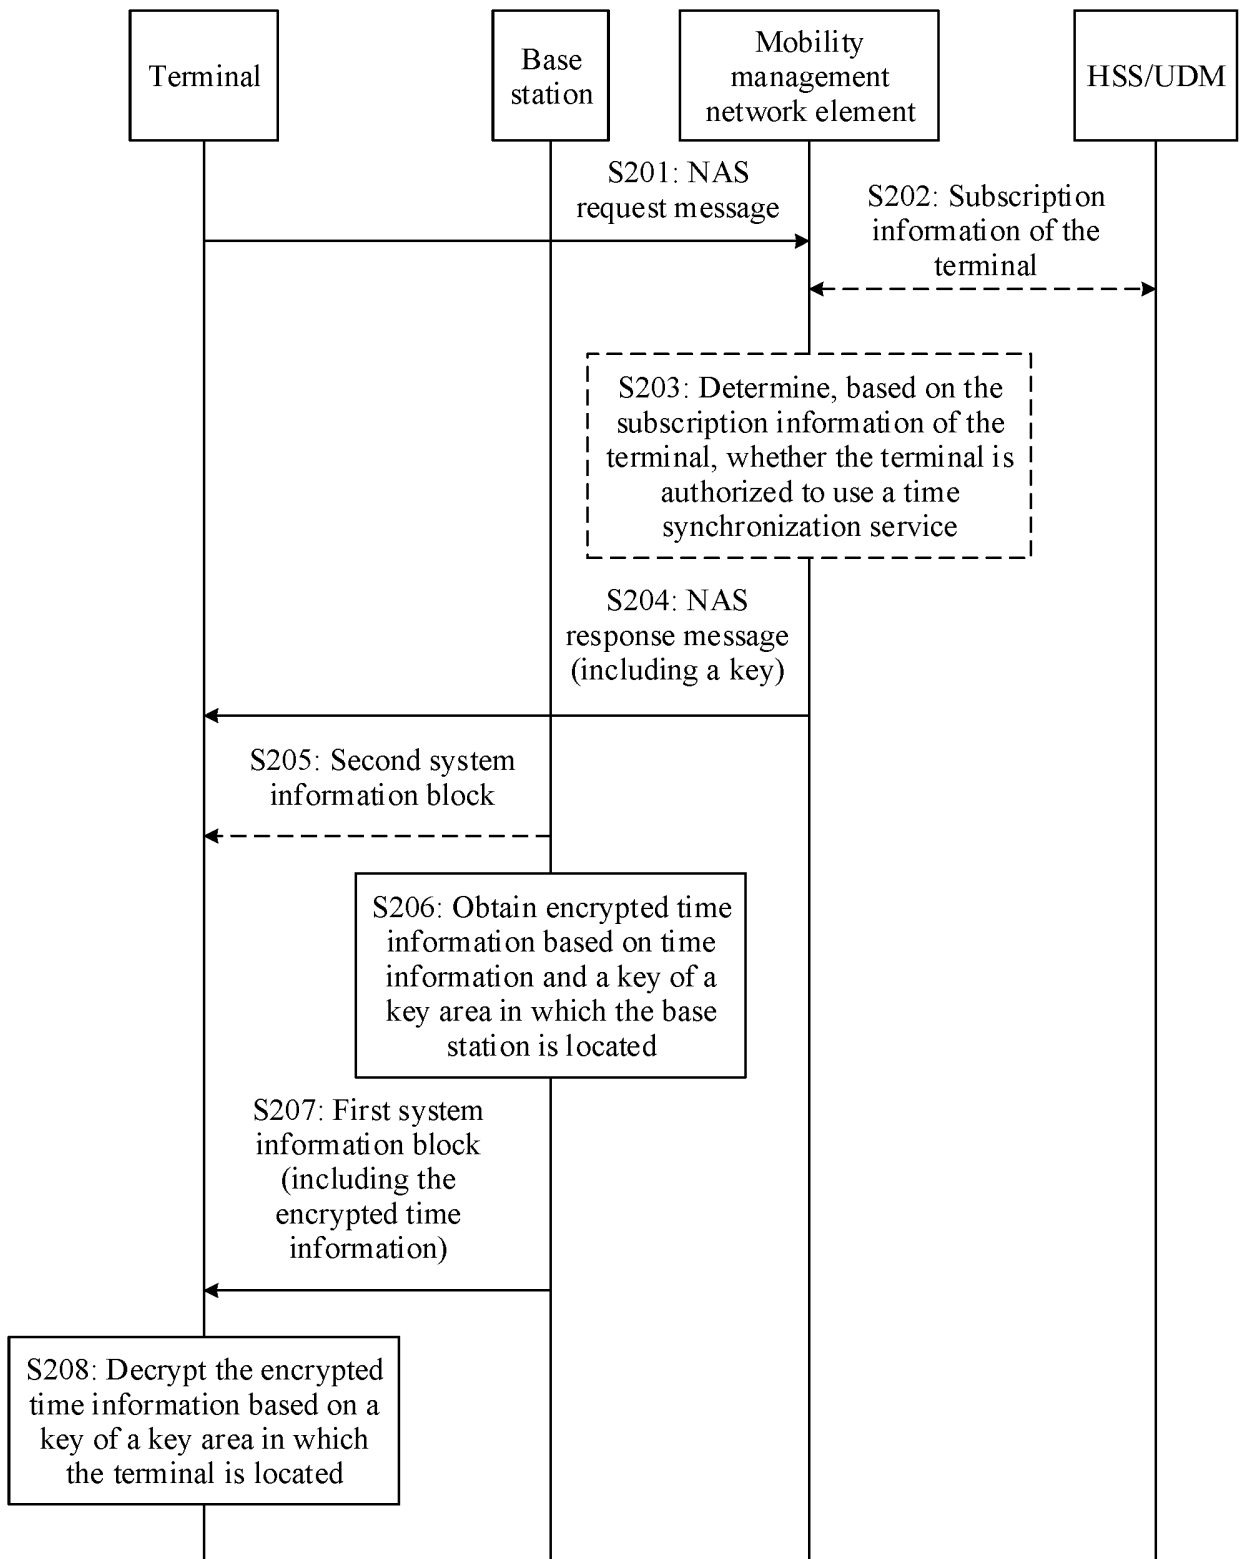 Terminal
Base
station
Mobility
management
network element
HSS/UDM
S201: NAS
request message
S202: Subscription
information of the
terminal
S203: Determine, based on the
subscription information of the
terminal, whether the terminal is
authorized to use a time
synchronization service
S204: NAS
response message
(including a key)
S205: Second system
information block
S206: Obtain encrypted time
information based on time
information and a key of a
key area in which the base
station is located
S207: First system
information block
(including the
encrypted time
information)
S208: Decrypt the encrypted
time information based on a
key of a key area in which
the terminal is located